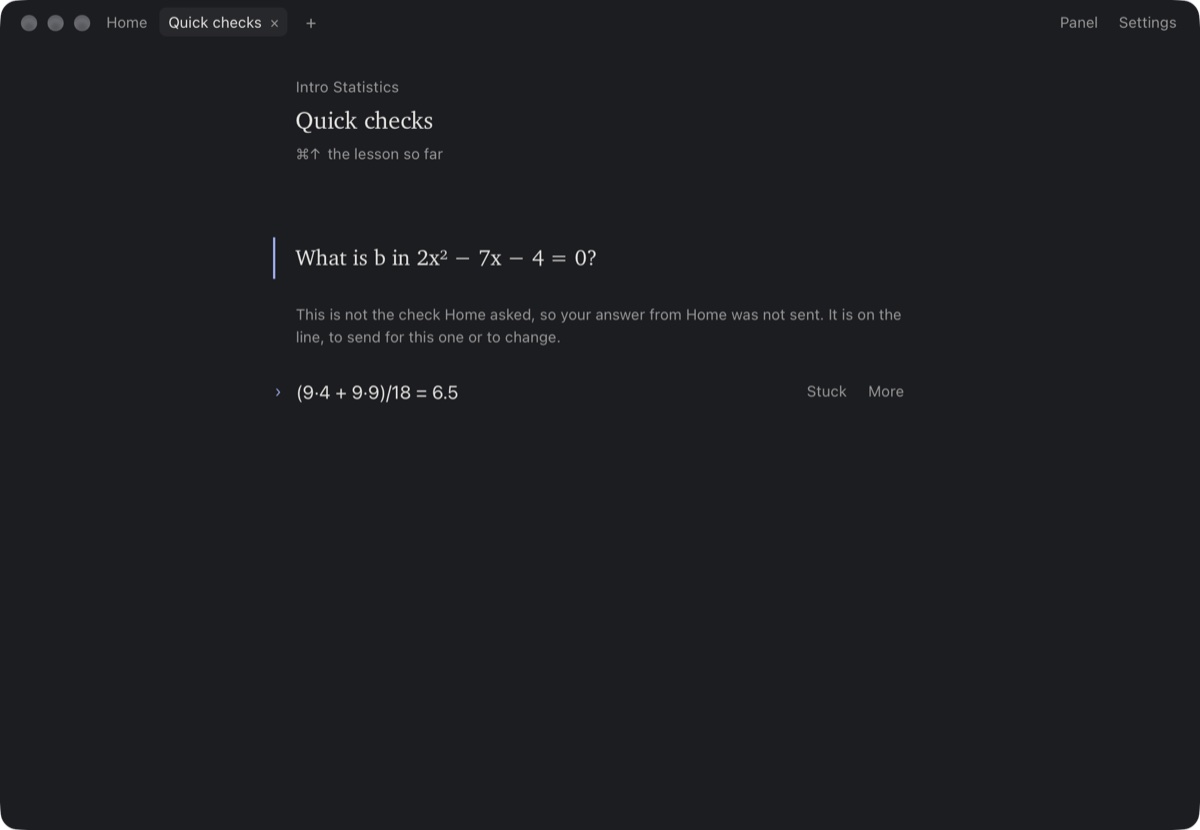 Home
Quick checks ×
+
Panel
Settings
Intro Statistics
Quick checks
⌘↑ the lesson so far
What is b in 2x² − 7x − 4 = 0?
This is not the check Home asked, so your answer from Home was not sent. It is on the
line, to send for this one or to change.
› (9·4 + 9·9)/18 = 6.5
Stuck
More